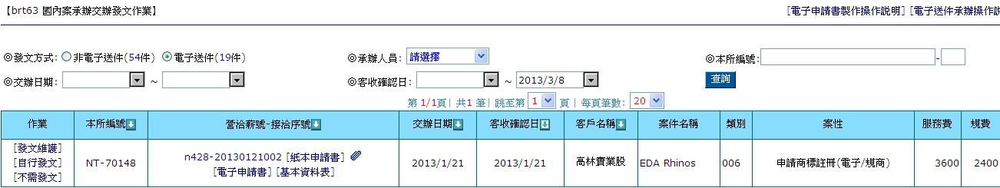 【brt63 國內案承辦交辦發文作業】 [電子申請書製作操作說明] [電子送件承辦操作說
◎發文方式: 非電子送件(54件) 電子送件(19件) ◎承辦人員: 請選擇 ◎本所編號: -
◎交辦日期: ~ ◎客收確認日: ~ 2013/3/8 查詢
第 1/1頁| 共1 筆| 跳至第 1 頁| 每頁筆數: 20
作業 本所編號 營洽薪號-接洽序號 交辦日期 客收確認日 客戶名稱 案件名稱 類別 案性 服務費 規費
[發文維護]
[自行發文]
[不需發文]
NT-70148
n428-20130121002 [紙本申請書]
[電子申請書] [基本資料表]
2013/1/21 2013/1/21 高林實業股 EDA Rhinos 006 申請商標註冊(電子/規商) 3600 2400